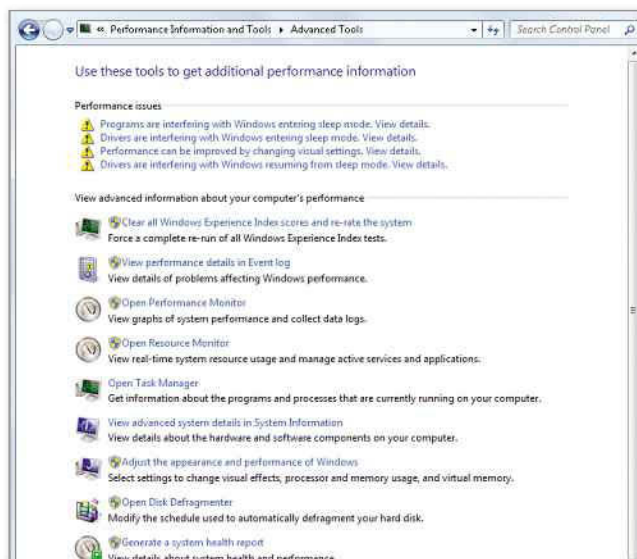 « Performance Information and Tools ▸ Advanced Tools
Search Control Panel
Use these tools to get additional performance information
Performance issues
Programs are interfering with Windows entering sleep mode. View details.
Drivers are interfering with Windows entering sleep mode. View details.
Performance can be improved by changing visual settings. View details.
Drivers are interfering with Windows resuming from sleep mode. View details.
View advanced information about your computer's performance
Clear all Windows Experience Index scores and re-rate the system
Force a complete re-run of all Windows Experience Index tests.
View performance details in Event log
View details of problems affecting Windows performance.
Open Performance Monitor
View graphs of system performance and collect data logs.
Open Resource Monitor
View real-time system resource usage and manage active services and applications.
Open Task Manager
Get information about the programs and processes that are currently running on your computer.
View advanced system details in System Information
View details about the hardware and software components on your computer.
Adjust the appearance and performance of Windows
Select settings to change visual effects, processor and memory usage, and virtual memory.
Open Disk Defragmenter
Modify the schedule used to automatically defragment your hard disk.
Generate a system health report
View details about system health and performance.